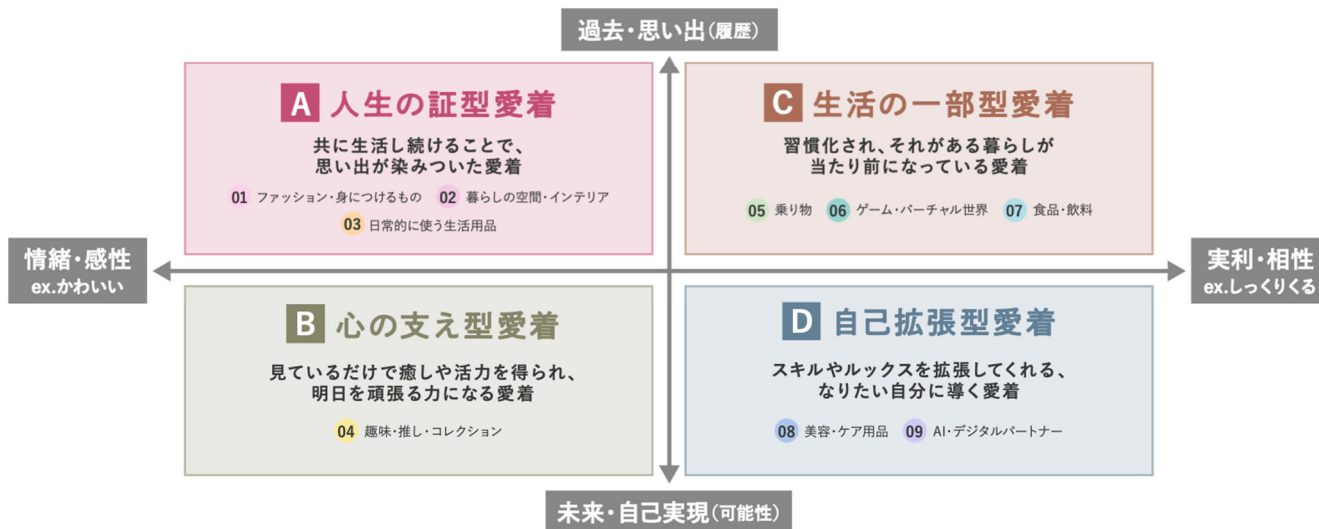 過去・思い出(履歴)
A 人生の証型愛着
共に生活し続けることで、
思い出が染みついた愛着
01 ファッション・身につけるもの 02 暮らしの空間・インテリア
03 日常的に使う生活用品
C 生活の一部型愛着
習慣化され、それがある暮らしが
当たり前になっている愛着
05 乗り物 06 ゲーム・バーチャル世界 07 食品・飲料
情緒・感性
ex.かわいい
実利・相性
ex.しっくりくる
B 心の支え型愛着
見ているだけで癒しや活力を得られ、
明日を頑張る力になる愛着
04 趣味・推し・コレクション
D 自己拡張型愛着
スキルやルックスを拡張してくれる、
なりたい自分に導く愛着
08 美容・ケア用品 09 AI・デジタルパートナー
未来・自己実現(可能性)